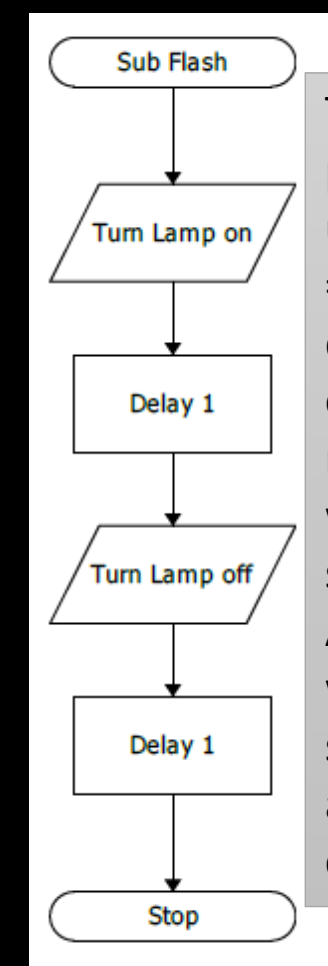 Sub Flash
Turn Lamp on
Delay 1
Turn Lamp off
Delay 1
Stop